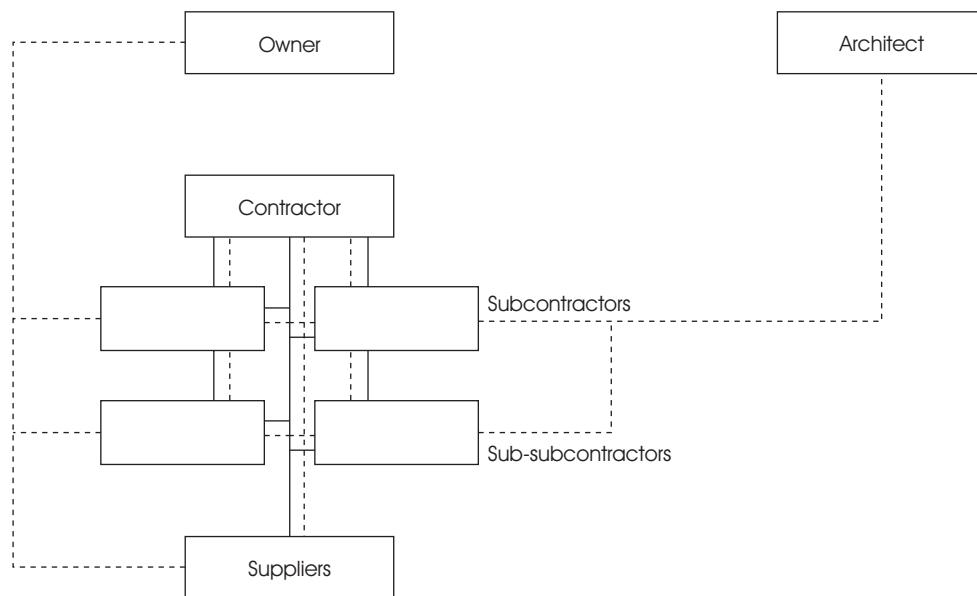 Owner
Architect
Contractor
Subcontractors
Sub-subcontractors
Suppliers